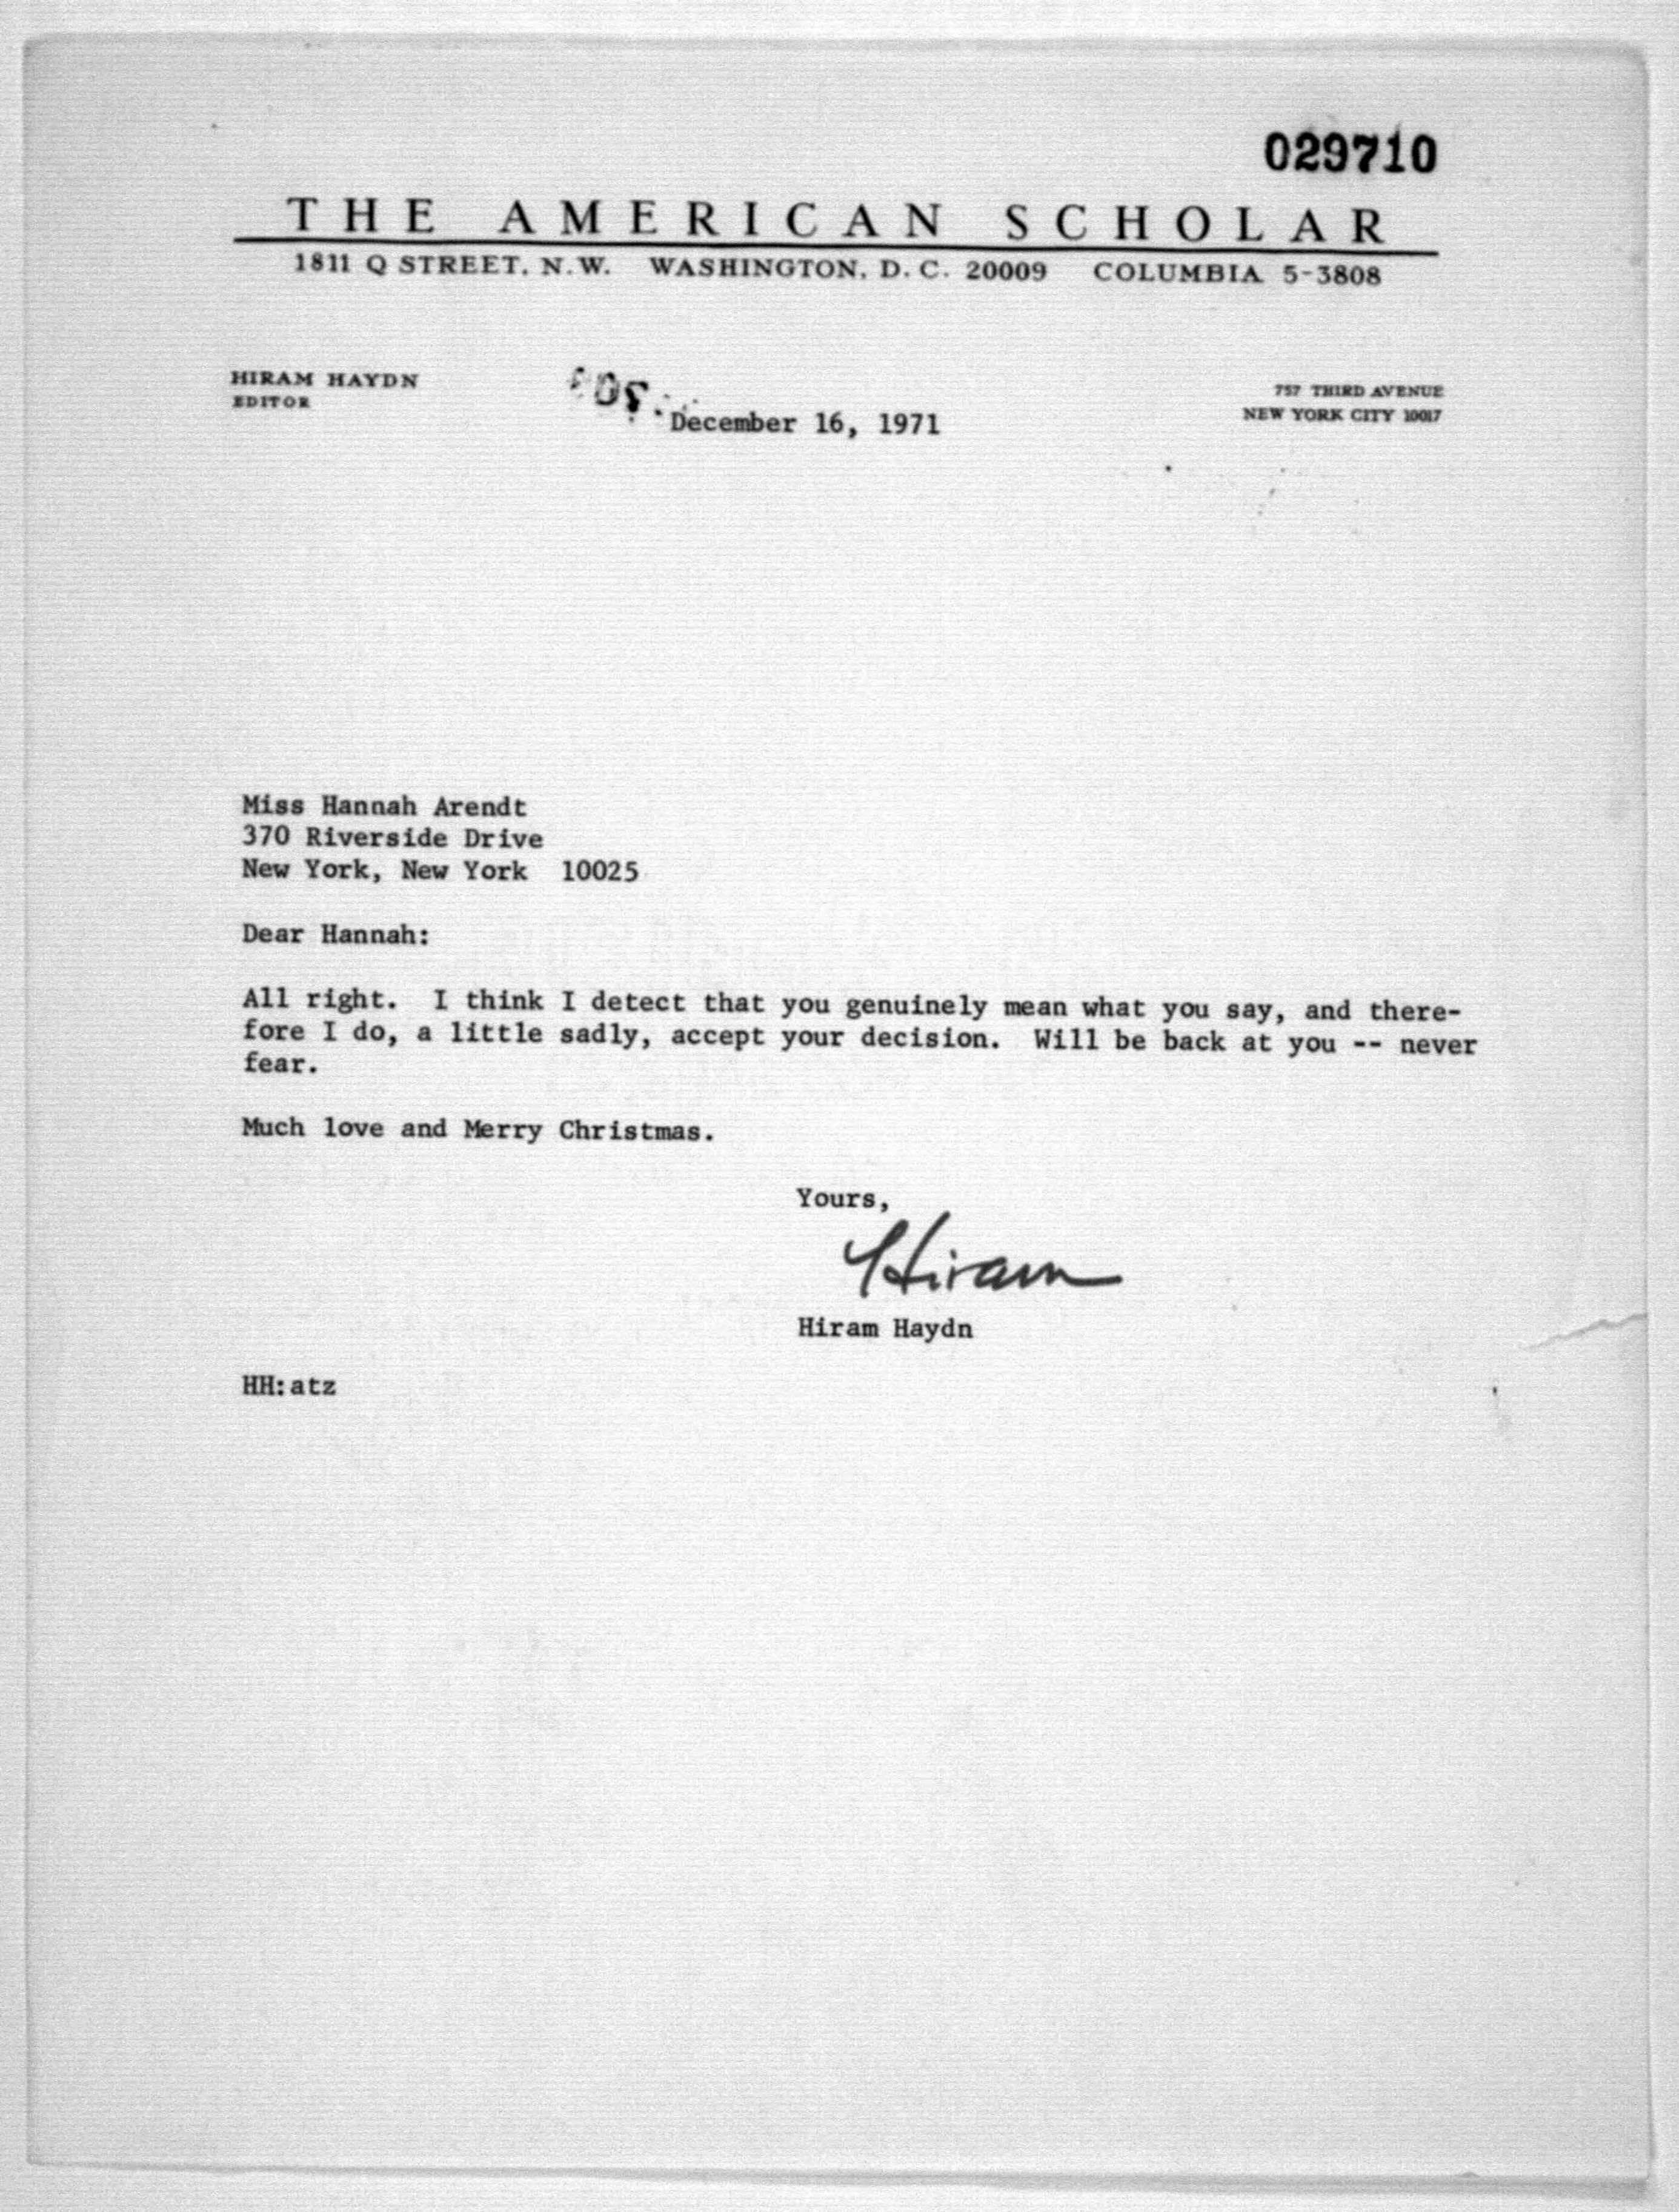 029710
THE AMERICAN SCHOLAR
1811 Q STREET, N.W. WASHINGTON, D. C. 20009 COLUMBIA 5-3808
HIRAM HAYDN
EDITOR
757 THIRD AVENUE
NEW YORK CITY 10017
December 16, 1971
Miss Hannah Arendt
370 Riverside Drive
New York, New York 10025
Dear Hannah:
All right. I think I detect that you genuinely mean what you say, and there-
fore I do, a little sadly, accept your decision. Will be back at you -- never
fear.
Much love and Merry Christmas.
Yours,
Hiram
Hiram Haydn
HH:atz